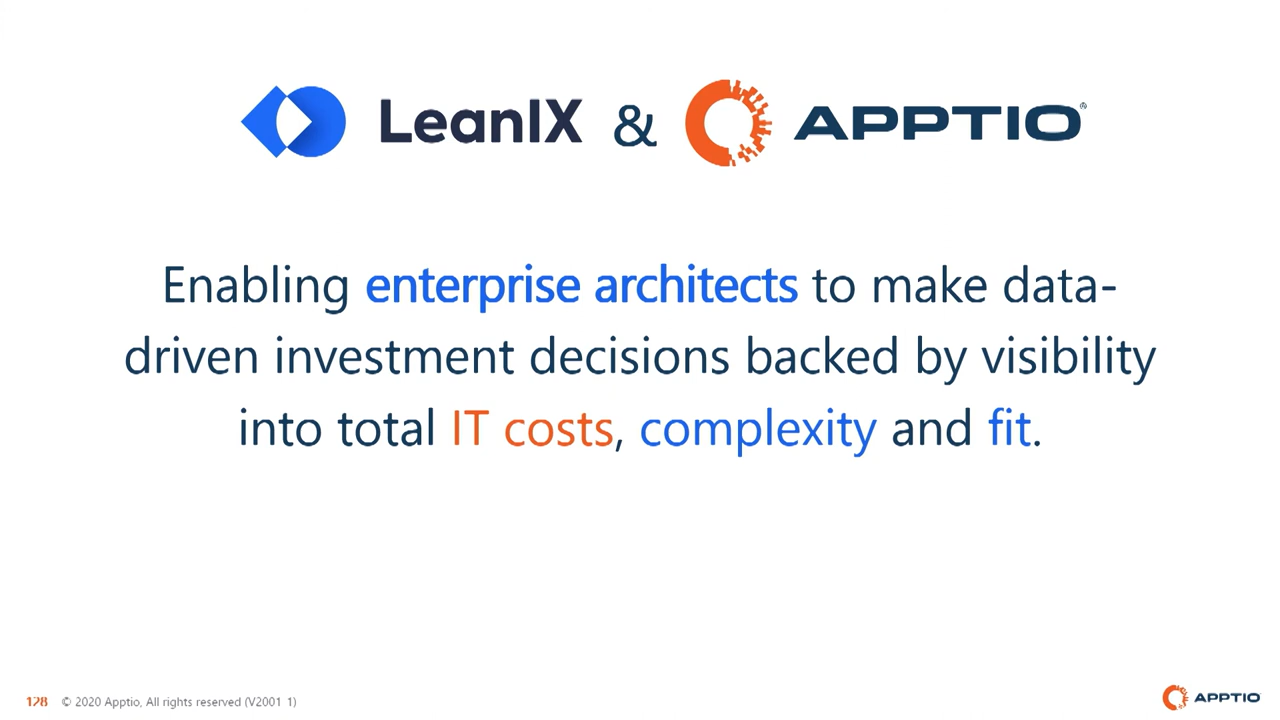 LeanIX & APPTIO®
Enabling enterprise architects to make data-
driven investment decisions backed by visibility
into total IT costs, complexity and fit.
128 © 2020 Apptio, All rights reserved (V2001 1)
APPTIO